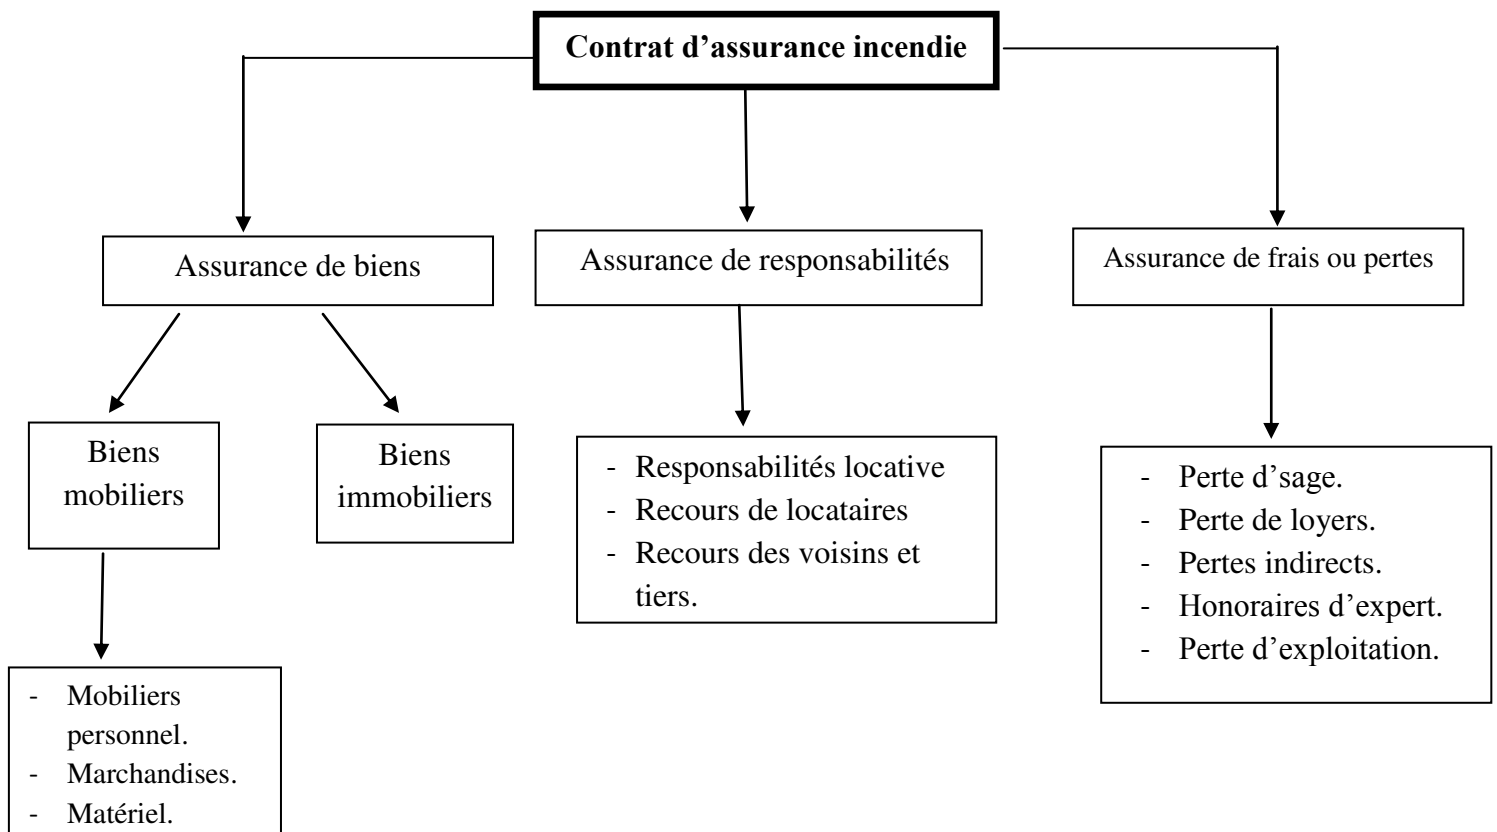 Contrat d’assurance incendie
Assurance de biens
Assurance de responsabilités
Assurance de frais ou pertes
Biens
mobiliers
Biens
immobiliers
- Responsabilités locative
- Recours de locataires
- Recours des voisins et
tiers.
- Perte d’sage.
- Perte de loyers.
- Pertes indirects.
- Honoraires d’expert.
- Perte d’exploitation.
- Mobiliers
personnel.
- Marchandises.
- Matériel.